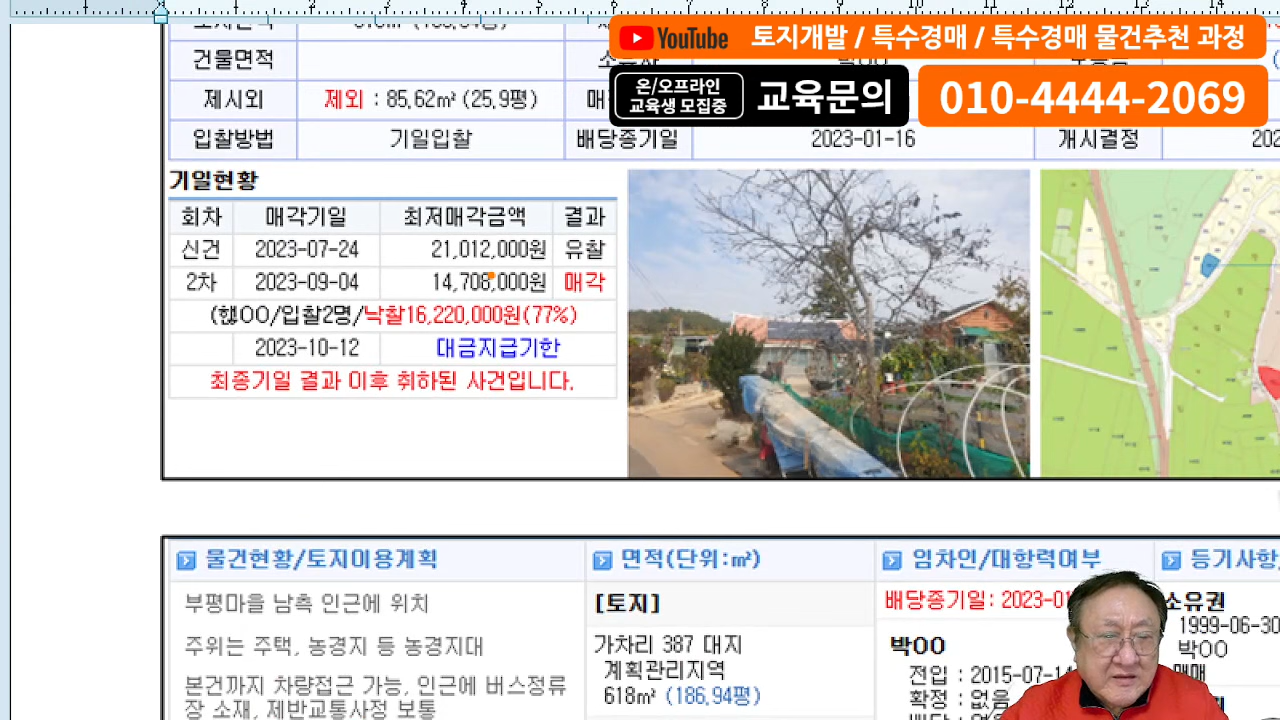 YouTube 토지개발 / 특수경매 / 특수경매 물건추천 과정
온/오프라인 교육생 모집중 교육문의 010-4444-2069
건물면적
제시외 제외 : 85,62㎡ (25,9평)
입찰방법 기일입찰 배당종기일 2023-01-16 개시결정 202
기일현황
회차 매각기일 최저매각금액 결과
신건 2023-07-24 21,012,000원 유찰
2차 2023-09-04 14,708,000원 매각
OO/입찰2명/낙찰16,220,000원(77%)
2023-10-12 대금지급기한
최종기일 결과 이후 취하된 사건입니다.
물건현황/토지이용계획 면적(단위:㎡) 임차인/대항력여부 등기사항
부평마을 남측 인근에 위치
주위는 주택, 농경지 등 농경지대
본건까지 차량접근 가능, 인근에 버스정류
장 소재, 제반교통사정 보통
[토지]
가차리 387 대지
계획관리지역
618㎡ (186,94평)
배당종기일: 2023-01
박OO
전입 : 2015-07-14
확정 : 없음
소유권
1999-06-30
박OO
매매